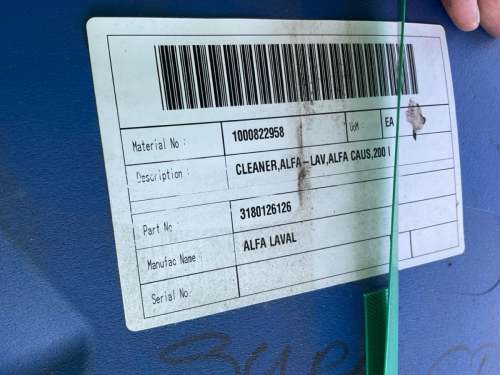 Material No : 1000822958 UoM EA
Description : CLEANER,ALFA-LAV,ALFA CAUS,200 l
Part No : 3180126126
Manufac Name : ALFA LAVAL
Serial No :